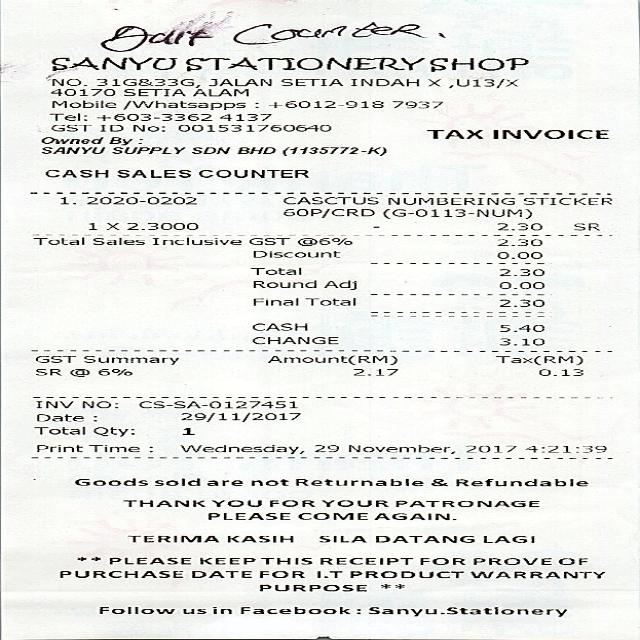 Counter.
SANYU STATIONERY SHOP
NO. 31G&33G, JALAN SETIA INDAH X ,U13/X
40170 SETIA ALAM
Mobile /Whatsapps : +6012-918 7937
Tel: +603-3362 4137
GST ID No: 001531760640
TAX INVOICE
Owned By :
SANYU SUPPLY SDN BHD (1135772-K)
CASH SALES COUNTER
1. 2020-0202 CASCTUS NUMBERING STICKER
60P/CRD (G-0113-NUM)
1 X 2.3000 - 2.30 SR
Total Sales Inclusive GST @6% 2.30
Discount 0.00
Total 2.30
Round Adj 0.00
Final Total 2.30
CASH 5.40
CHANGE 3.10
GST Summary Amount(RM) Tax(RM)
SR @ 6% 2.17 0.13
INV NO: CS-SA-0127451
Date : 29/11/2017
Total Qty: 1
Print Time : Wednesday, 29 November, 2017 4:21:39
Goods sold are not Returnable & Refundable
THANK YOU FOR YOUR PATRONAGE
PLEASE COME AGAIN.
TERIMA KASIH SILA DATANG LAGI
** PLEASE KEEP THIS RECEIPT FOR PROVE OF
PURCHASE DATE FOR I.T PRODUCT WARRANTY
PURPOSE **
Follow us in Facebook : Sanyu.Stationery